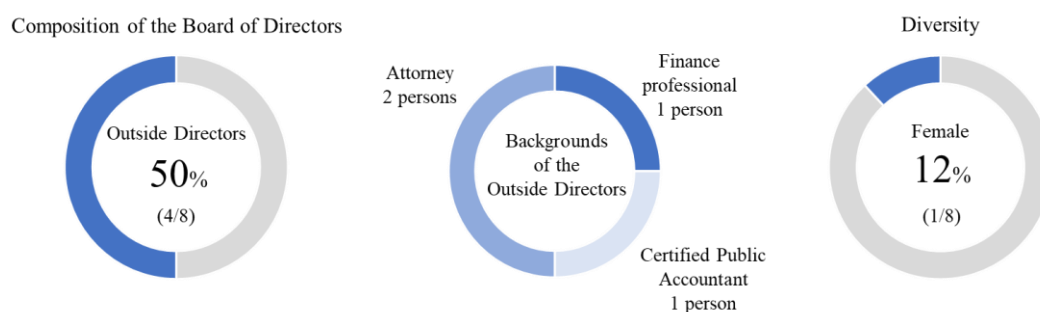 Composition of the Board of Directors
Outside Directors
50%
(4/8)
Attorney
2 persons
Finance
professional
1 person
Backgrounds
of the
Outside Directors
Certified Public
Accountant
1 person
Diversity
Female
12%
(1/8)